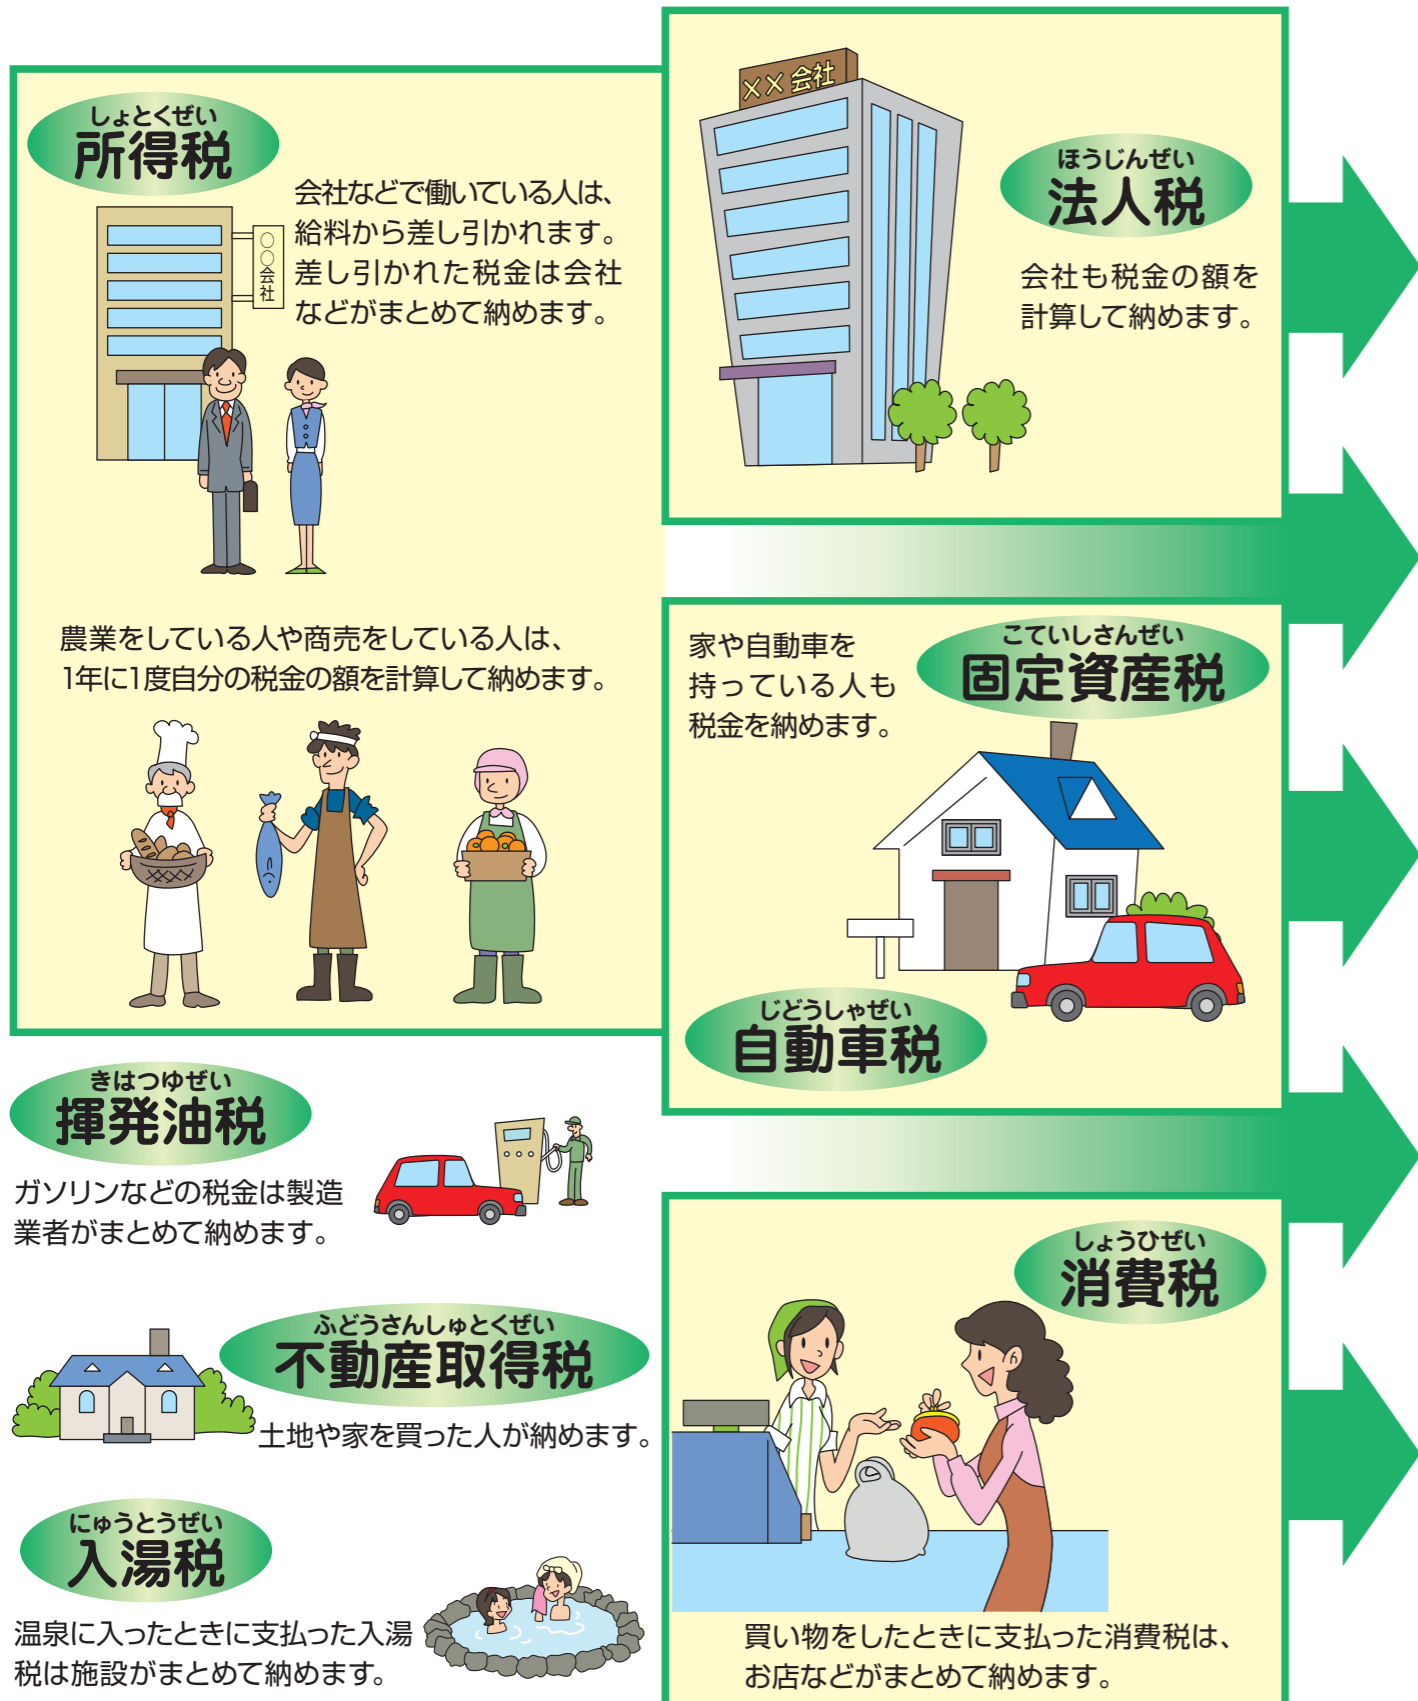 しょとくぜい
所得税
会社などで働いている人は、
給料から差し引かれます。
差し引かれた税金は会社
などがまとめて納めます。
○○会社
農業をしている人や商売をしている人は、
1年に1度自分の税金の額を計算して納めます。
××会社
ほうじんぜい
法人税
会社も税金の額を
計算して納めます。
家や自動車を
持っている人も
税金を納めます。
こていしさんぜい
固定資産税
じどうしゃぜい
自動車税
きはつゆぜい
揮発油税
ガソリンなどの税金は製造
業者がまとめて納めます。
ふどうさんしゅとくぜい
不動産取得税
土地や家を買った人が納めます。
にゅうとうぜい
入湯税
温泉に入ったときに支払った入湯
税は施設がまとめて納めます。
しょうひぜい
消費税
買い物をしたときに支払った消費税は、
お店などがまとめて納めます。